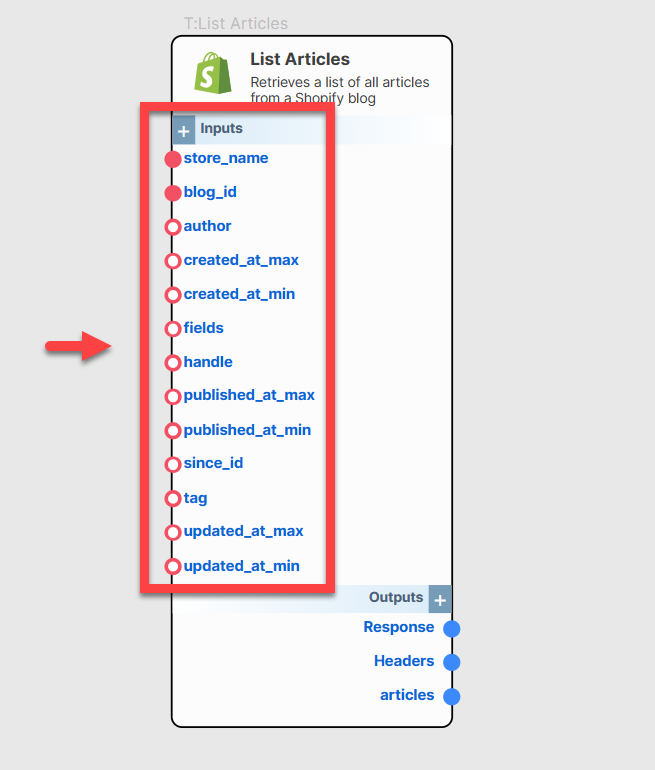 T:List Articles
List Articles
Retrieves a list of all articles
from a Shopify blog
+ Inputs
store_name
blog_id
author
created_at_max
created_at_min
fields
handle
published_at_max
published_at_min
since_id
tag
updated_at_max
updated_at_min
Outputs +
Response
Headers
articles